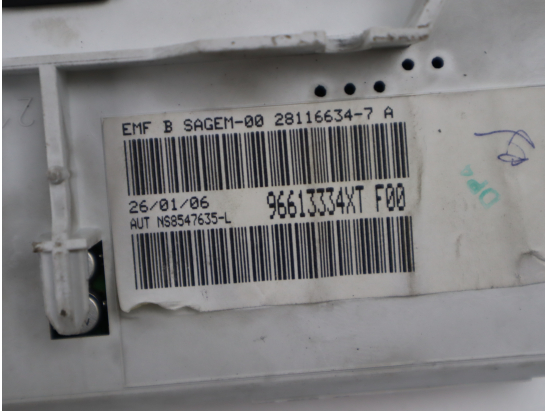 EMF B SAGEM-00 28116634-7 A
26/01/06
96613334XT F00
AUT NS8547635-L